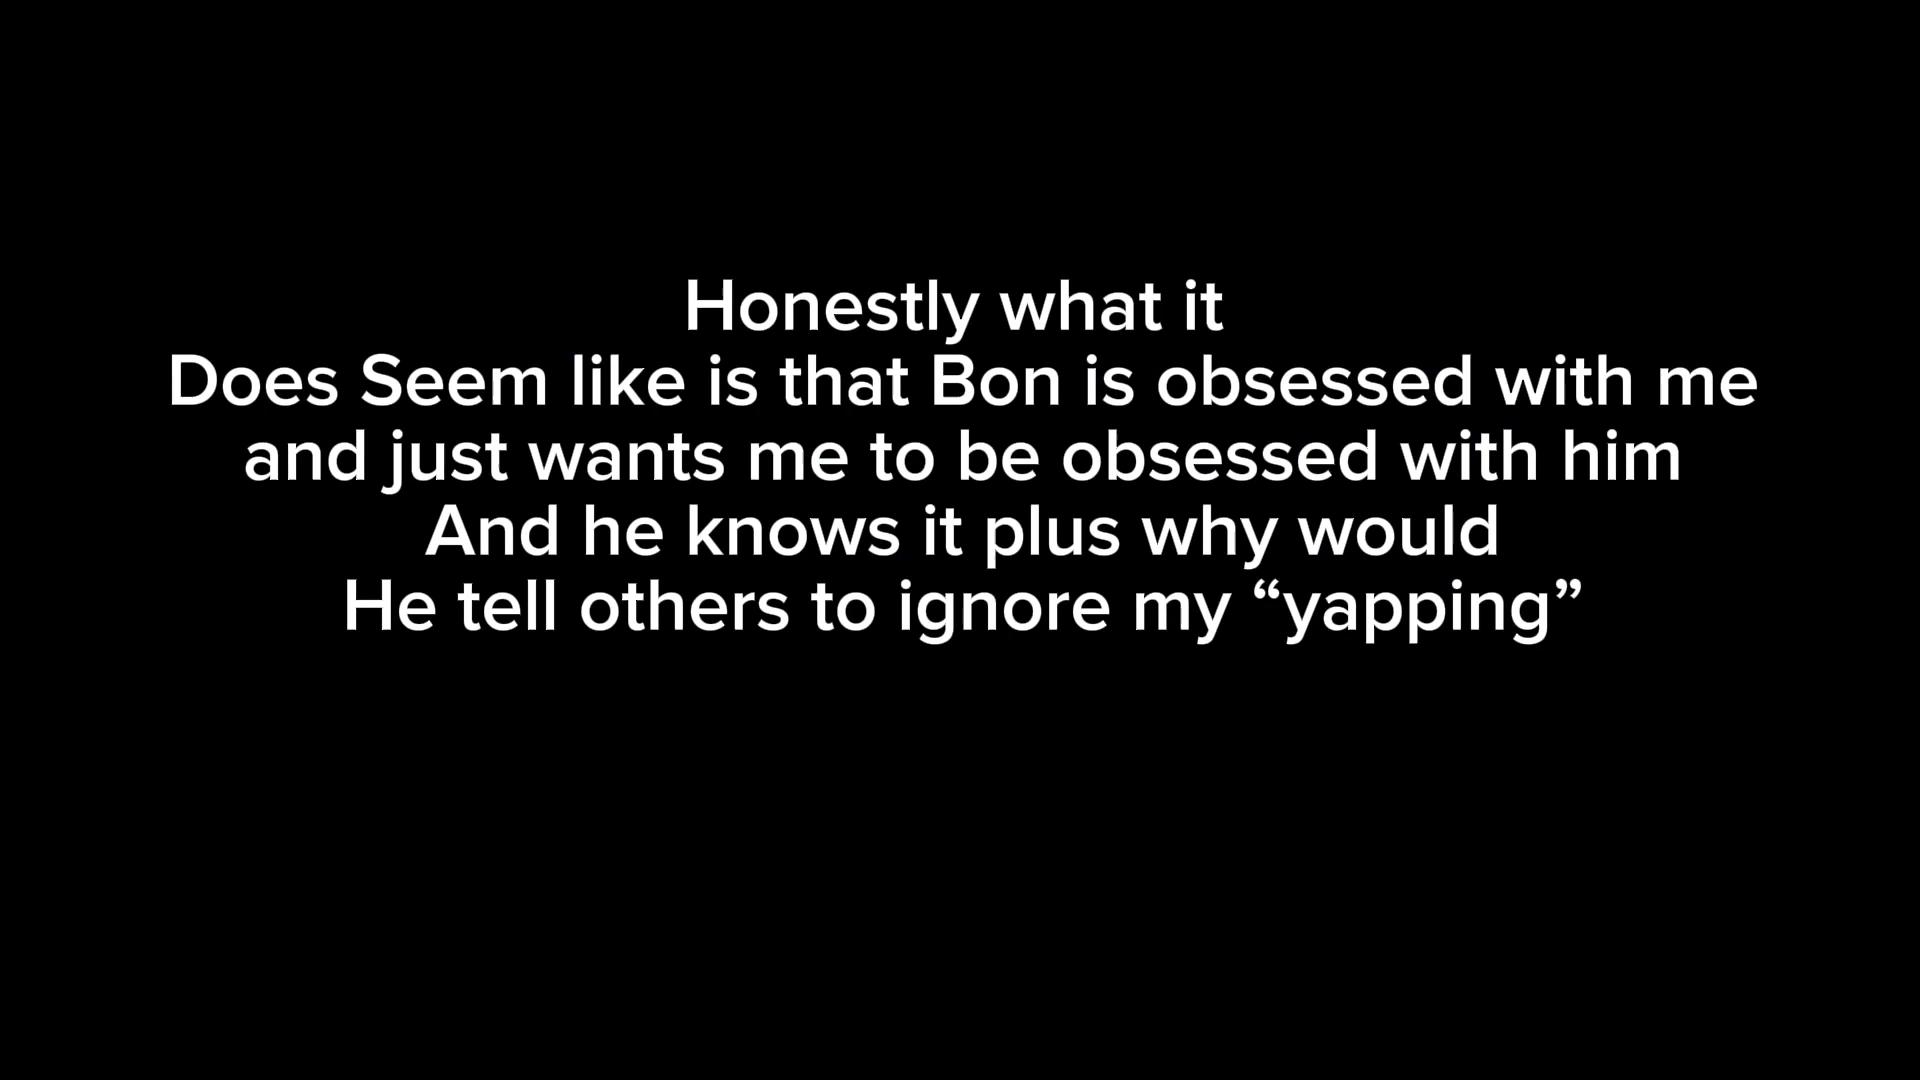 Honestly what it
Does Seem like is that Bon is obsessed with me
and just wants me to be obsessed with him
And he knows it plus why would
He tell others to ignore my “yapping”